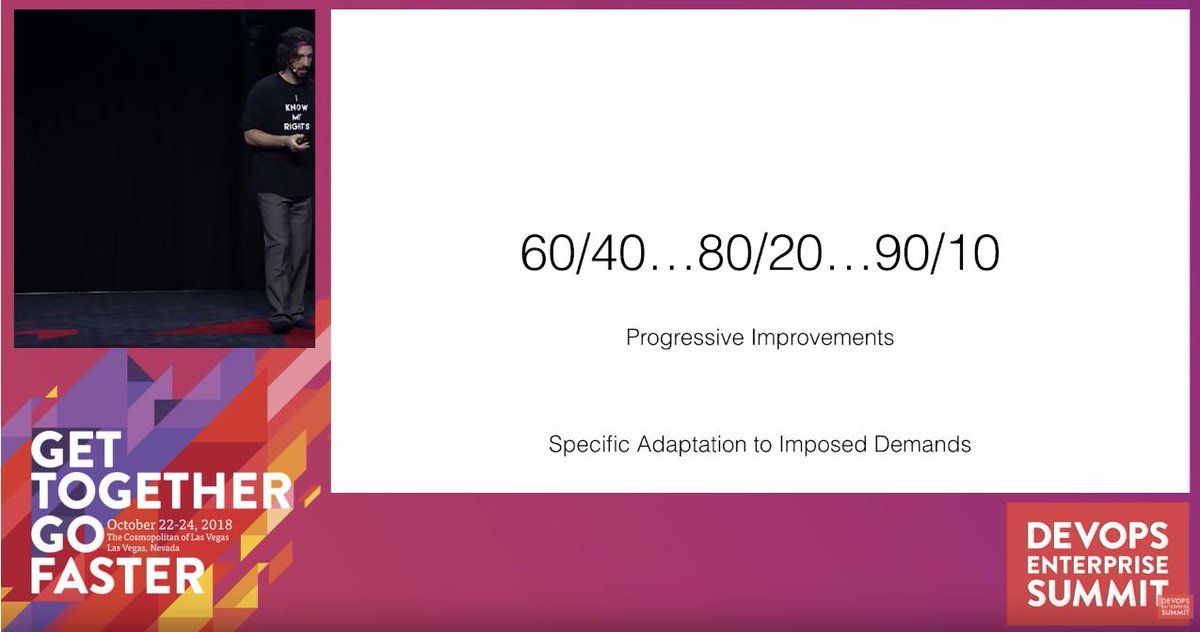 I
KNOW
MY
RIGHTS
60/40...80/20...90/10
Progressive Improvements
Specific Adaptation to Imposed Demands
GET
TOGETHER
GO
October 22-24, 2018
The Cosmopolitan of Las Vegas
Las Vegas, Nevada
FASTER
DEVOPS
ENTERPRISE
SUMMIT
DEVOPS
ENTERPRISE
SUMMIT